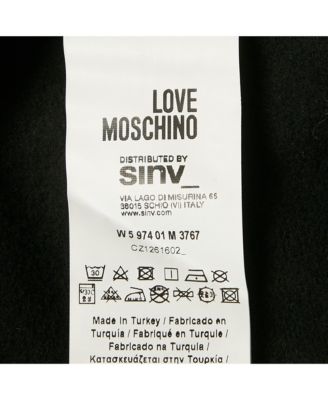 LOVE
MOSCHINO
DISTRIBUTED BY
sinv_
VIA LAGO DI MISURINA 65
36015 SCHIO (VI) ITALY
www.sinv.com
W 5 974 01 M 3767
CZ1261602_
30
Made in Turkey / Fabricado en
Turquía / Fabriqué en Turquie /
Fabricado na Turquia /
Κατασκευάζεται στην Τουρκία /